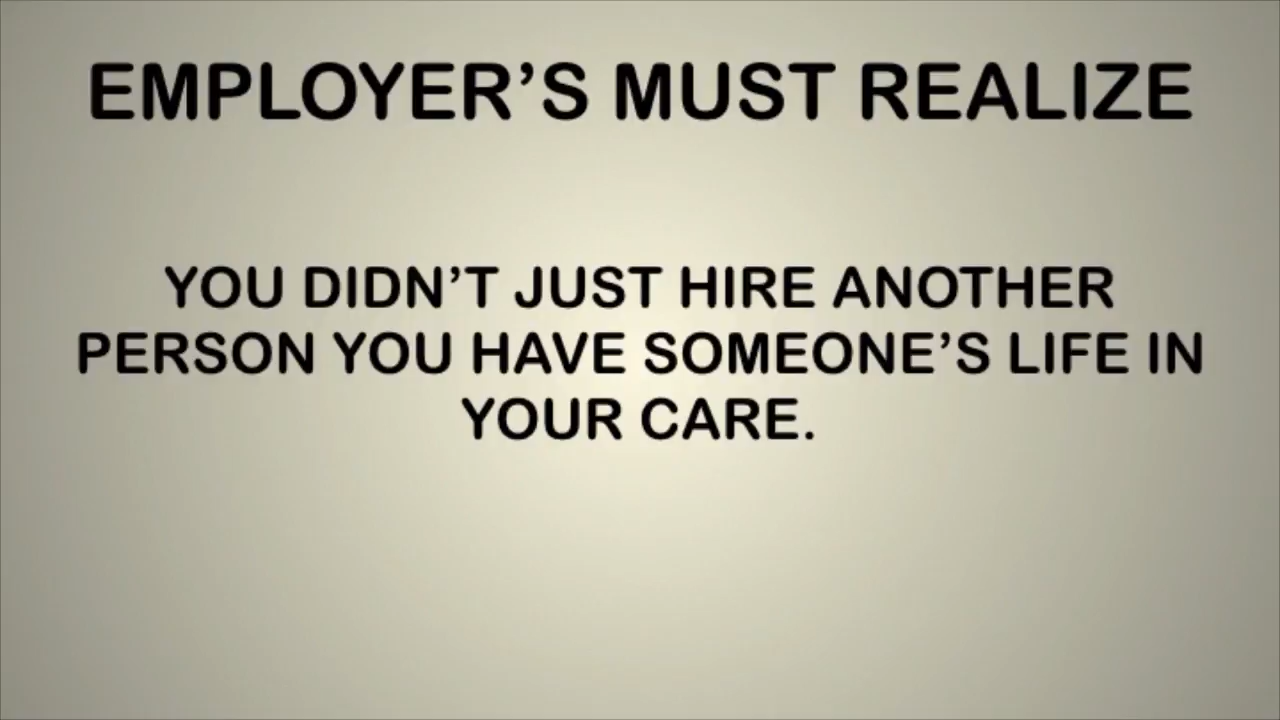 EMPLOYER’S MUST REALIZE
YOU DIDN’T JUST HIRE ANOTHER
PERSON YOU HAVE SOMEONE’S LIFE IN
YOUR CARE.